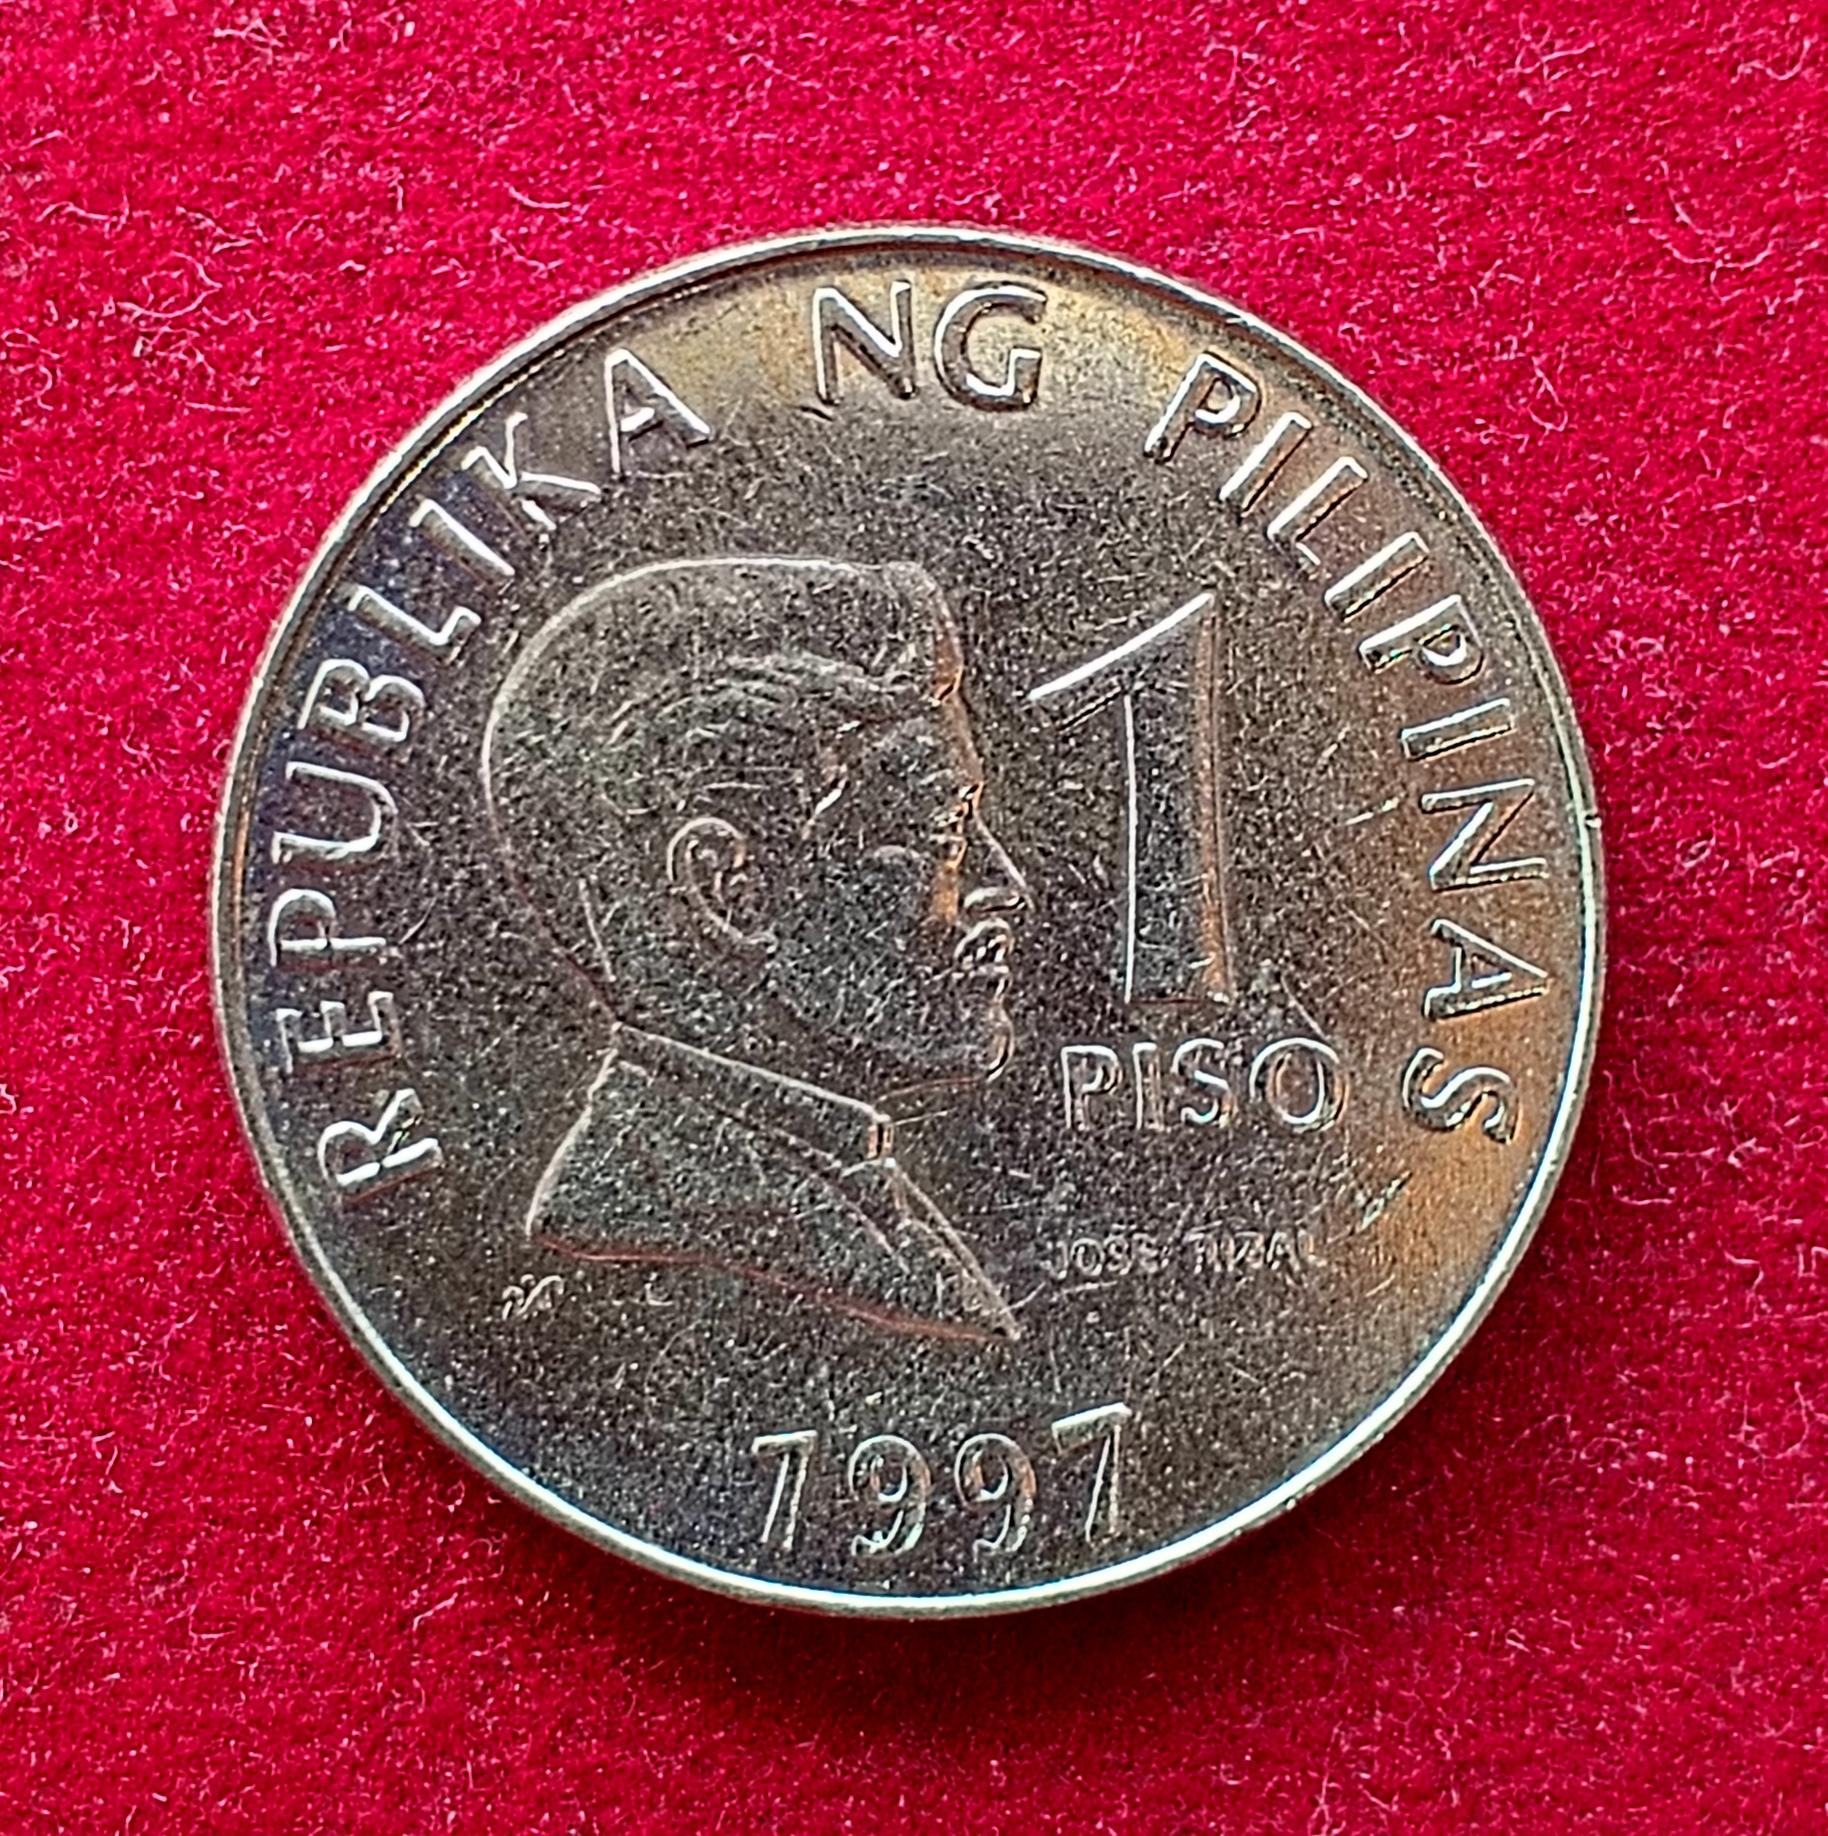 REPUBLIKA NG PILIPINAS
1
PISO
JOSE RIZAL
1997